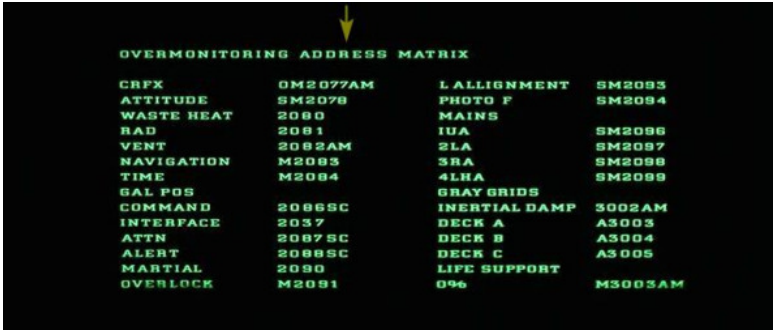 OVERMONITORING ADDRESS MATRIX
CRFX OM2077AM L ALLIGNMENT SM2093
ATTITUDE SM2078 PHOTO F SM2094
WASTE HEAT 2080 MAINS
RAD 2081 IUA SM2096
VENT 2082AM 2LA SM2097
NAVIGATION M2083 3RA SM2098
TIME M2084 4LHA SM2099
GAL POS GRAY GRIDS
COMMAND 2086SC INERTIAL DAMP 3002AM
INTERFACE 2037 DECK A A3003
ATTN 2087SC DECK B A3004
ALERT 2088SC DECK C A3005
MARTIAL 2090 LIFE SUPPORT
OVERLOCK M2091 O% M3003AM